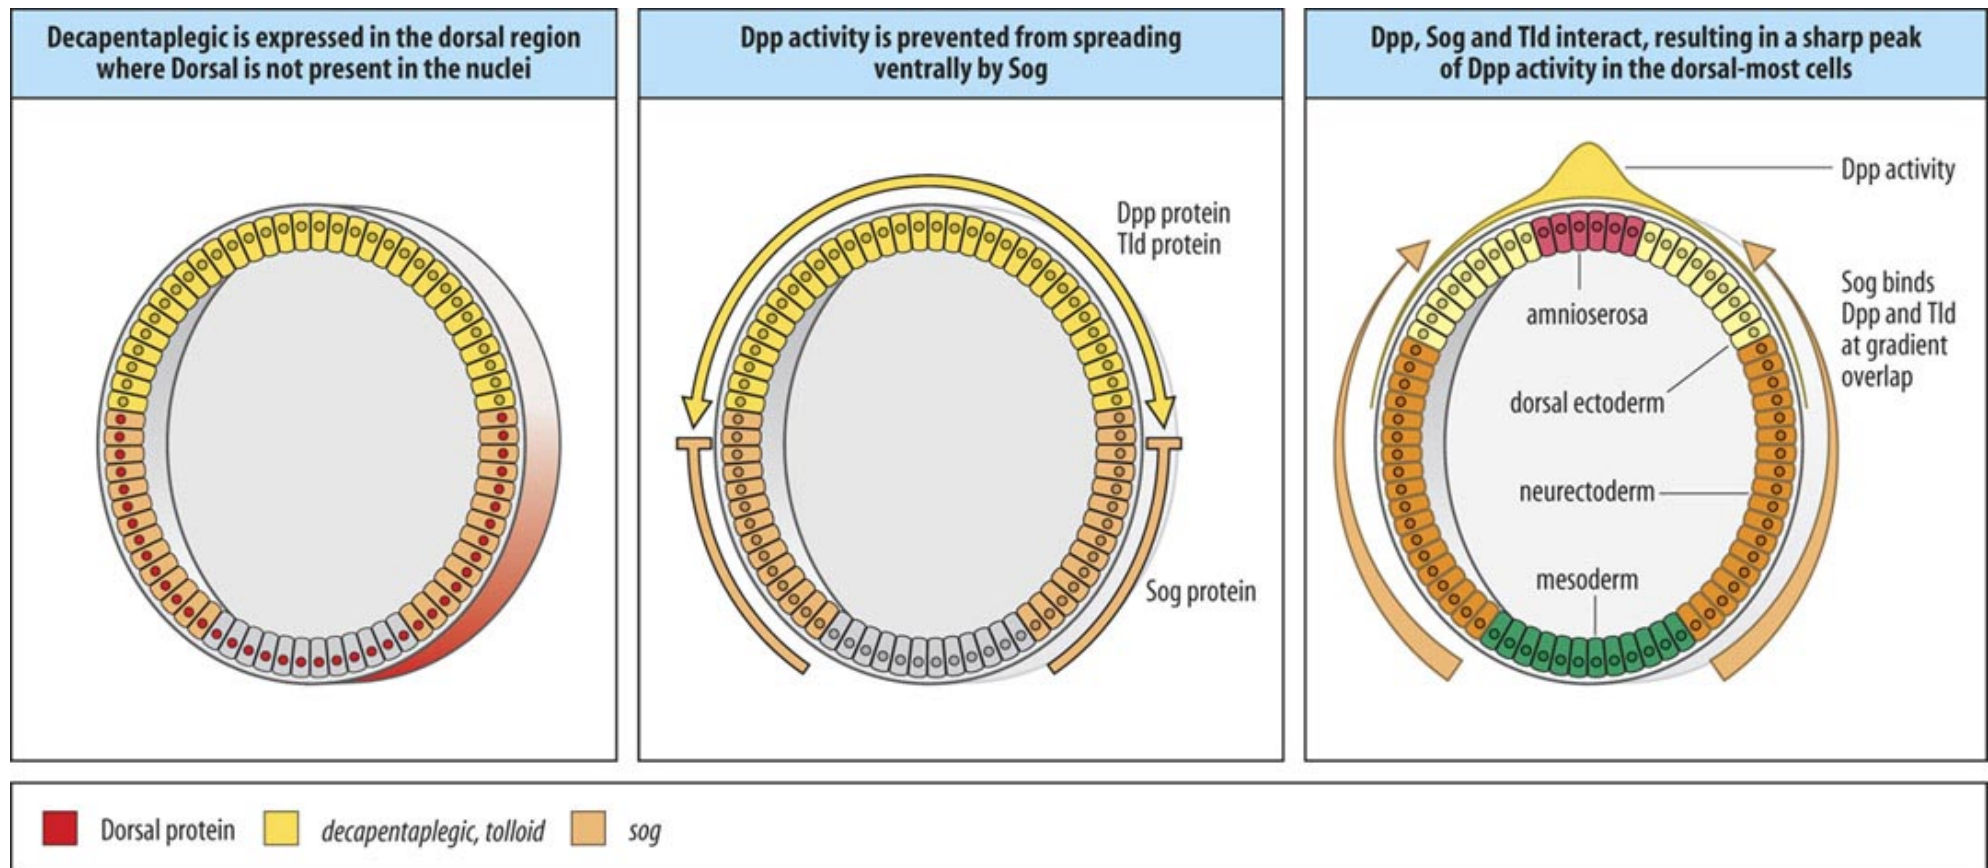 Decapentaplegic is expressed in the dorsal region
where Dorsal is not present in the nuclei
Dpp activity is prevented from spreading
ventrally by Sog
Dpp protein
Tld protein
Sog protein
Dpp, Sog and Tld interact, resulting in a sharp peak
of Dpp activity in the dorsal-most cells
Dpp activity
Sog binds
Dpp and Tld
at gradient
overlap
amnioserosa
dorsal ectoderm
neurectoderm
mesoderm
Dorsal protein
decapentaplegic, tolloid
sog